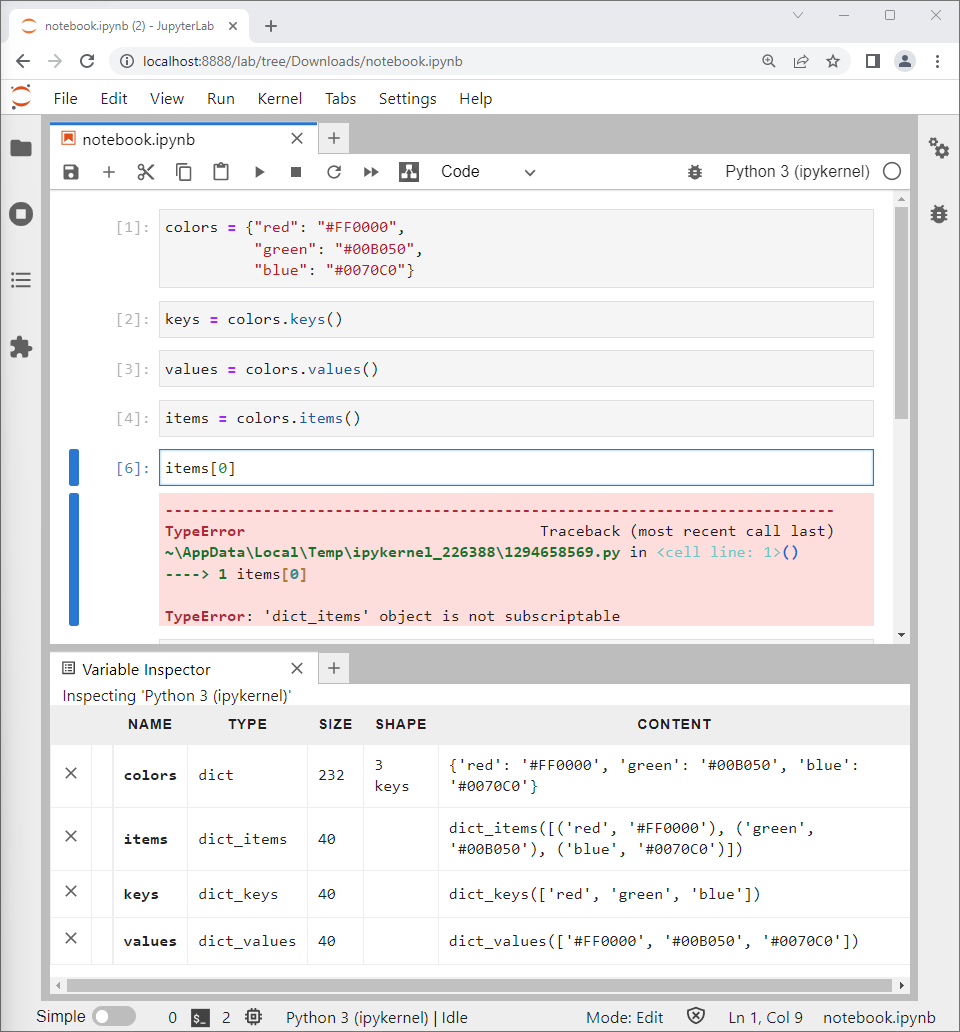 notebook.ipynb (2) - JupyterLab
localhost:8888/lab/tree/Downloads/notebook.ipynb
File Edit View Run Kernel Tabs Settings Help
notebook.ipynb
Code Python 3 (ipykernel)
[1]: colors = {"red": "#FF0000",
"green": "#00B050",
"blue": "#0070C0"}
[2]: keys = colors.keys()
[3]: values = colors.values()
[4]: items = colors.items()
[6]: items[0]
---------------------------------------------------------------------------
TypeError Traceback (most recent call last)
~\AppData\Local\Temp\ipykernel_226388\1294658569.py in <cell line: 1>()
----> 1 items[0]
TypeError: 'dict_items' object is not subscriptable
Variable Inspector
Inspecting 'Python 3 (ipykernel)'
NAME TYPE SIZE SHAPE CONTENT
colors dict 232 3 keys {'red': '#FF0000', 'green': '#00B050', 'blue':
'#0070C0'}
items dict_items 40 dict_items([('red', '#FF0000'), ('green',
'#00B050'), ('blue', '#0070C0')])
keys dict_keys 40 dict_keys(['red', 'green', 'blue'])
values dict_values 40 dict_values(['#FF0000', '#00B050', '#0070C0'])
Simple 0 $_ 2 Python 3 (ipykernel) | Idle Mode: Edit Ln 1, Col 9 notebook.ipynb